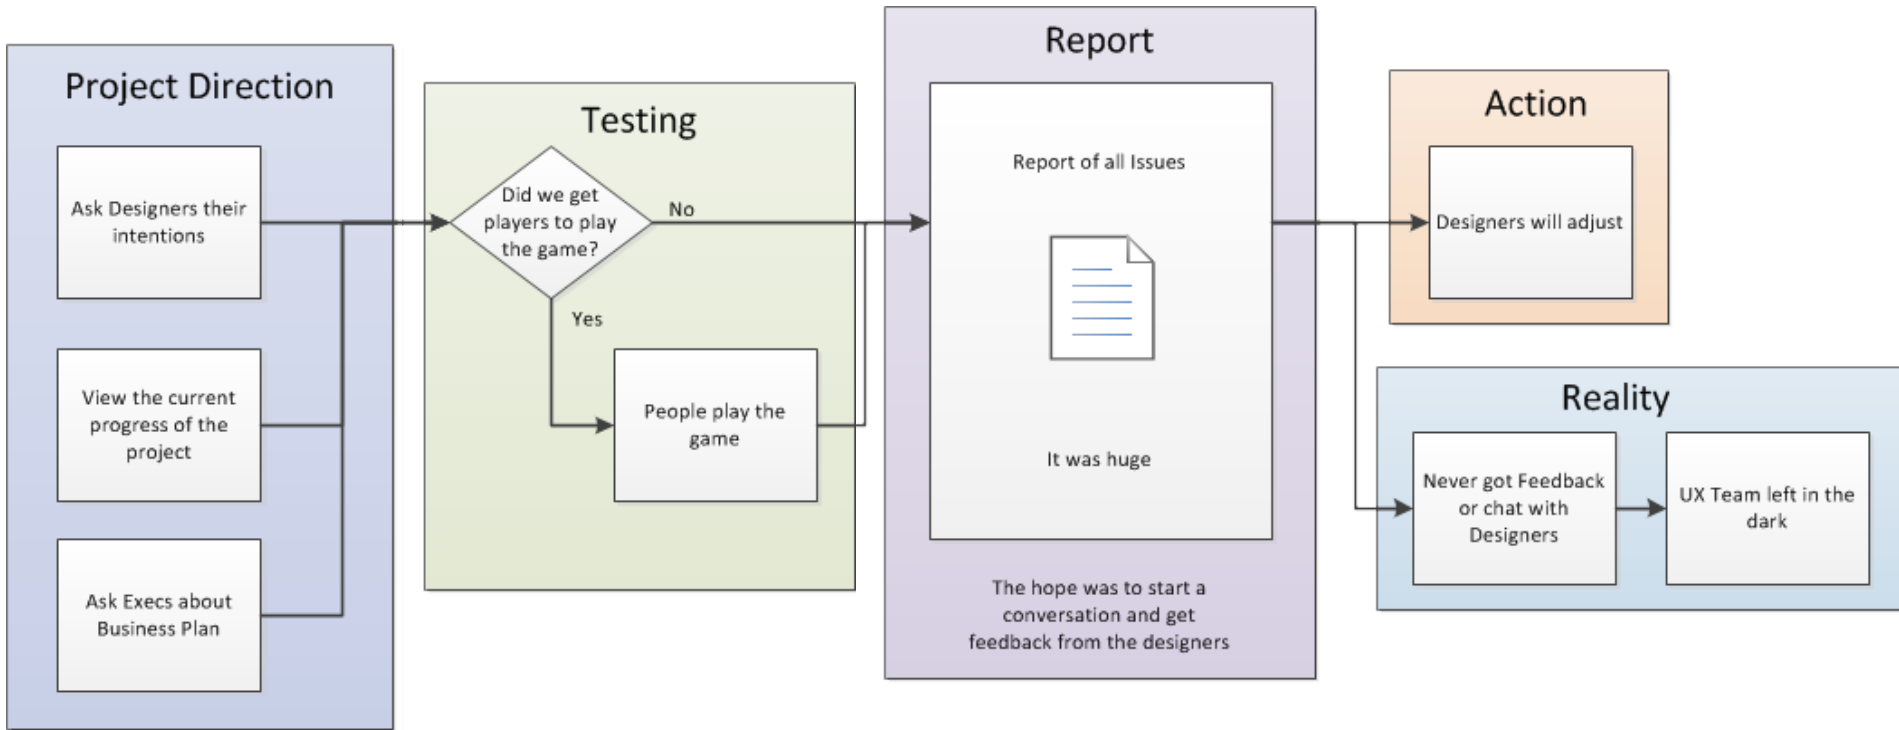 Project Direction
Ask Designers their
intentions
View the current
progress of the
project
Ask Execs about
Business Plan
Testing
Did we get
players to play
the game?
No
Yes
People play the
game
Report
Report of all Issues
It was huge
The hope was to start a
conversation and get
feedback from the designers
Action
Designers will adjust
Reality
Never got Feedback
or chat with
Designers
UX Team left in the
dark